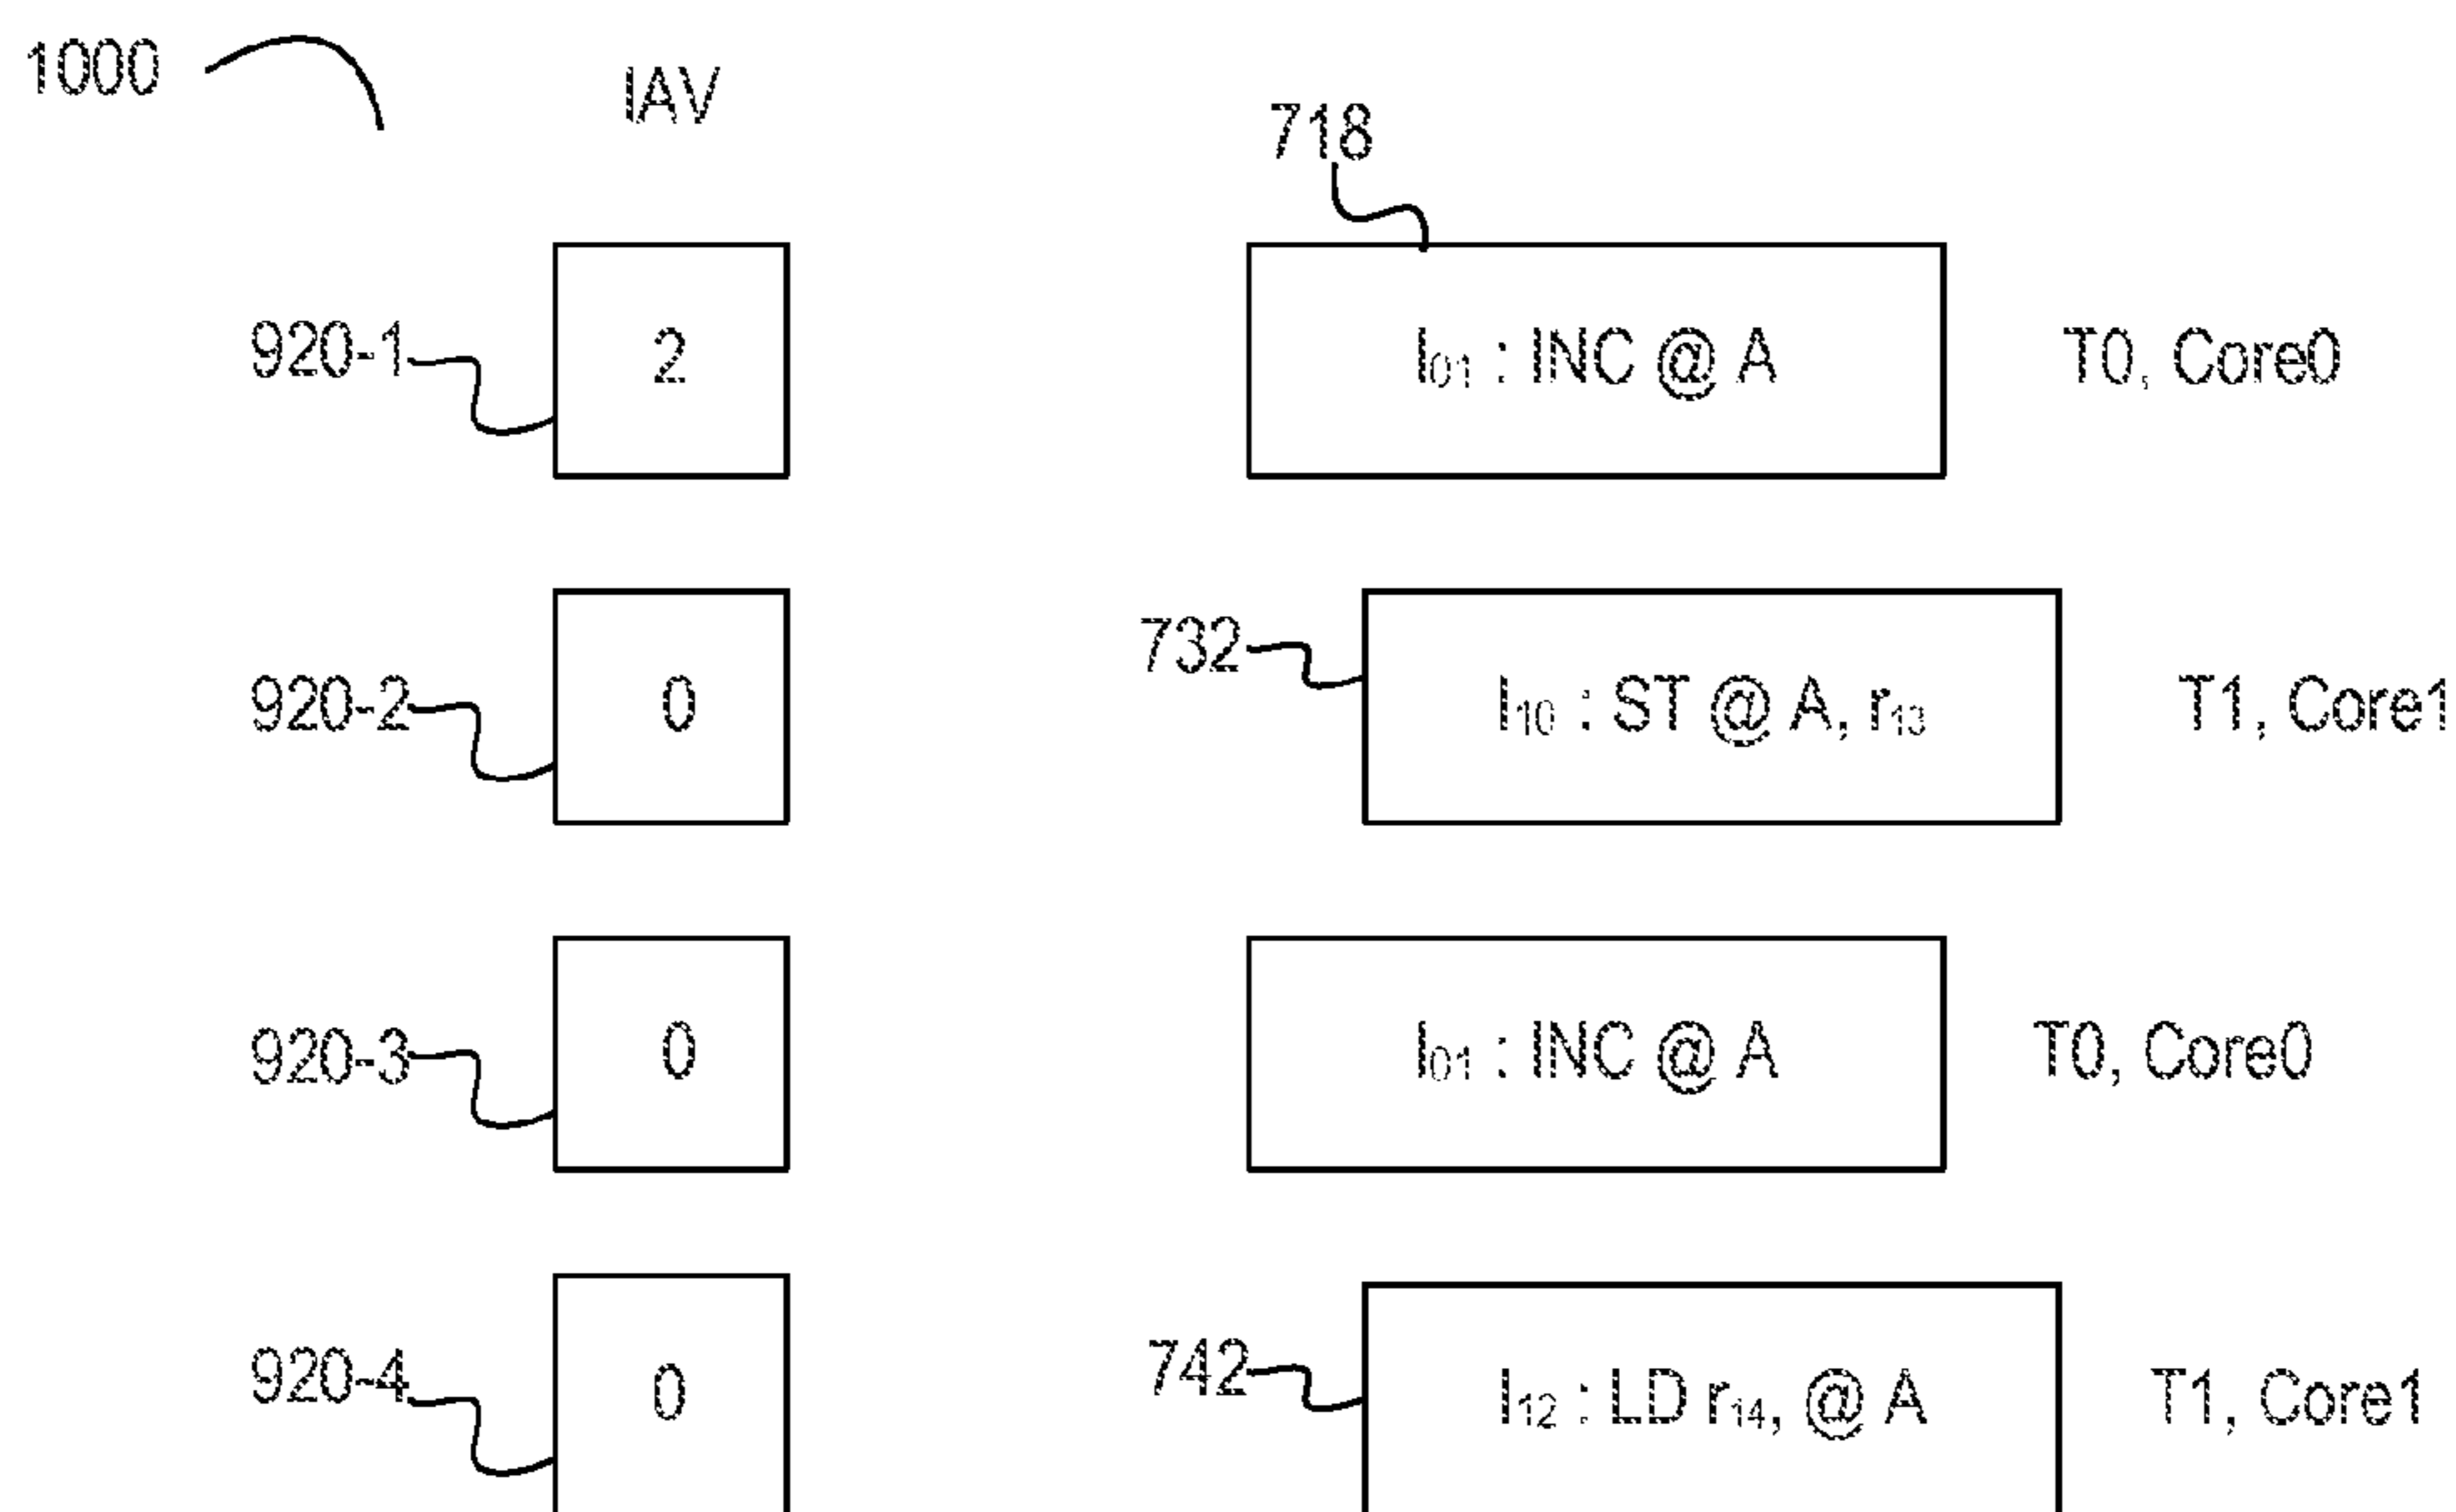 1000
IAV
718
920-1
2
I01 : INC @ A
T0, Core0
920-2
0
732
I10 : ST @ A, r13
T1, Core1
920-3
0
I01 : INC @ A
T0, Core0
920-4
0
742
I12 : LD r14, @ A
T1, Core1